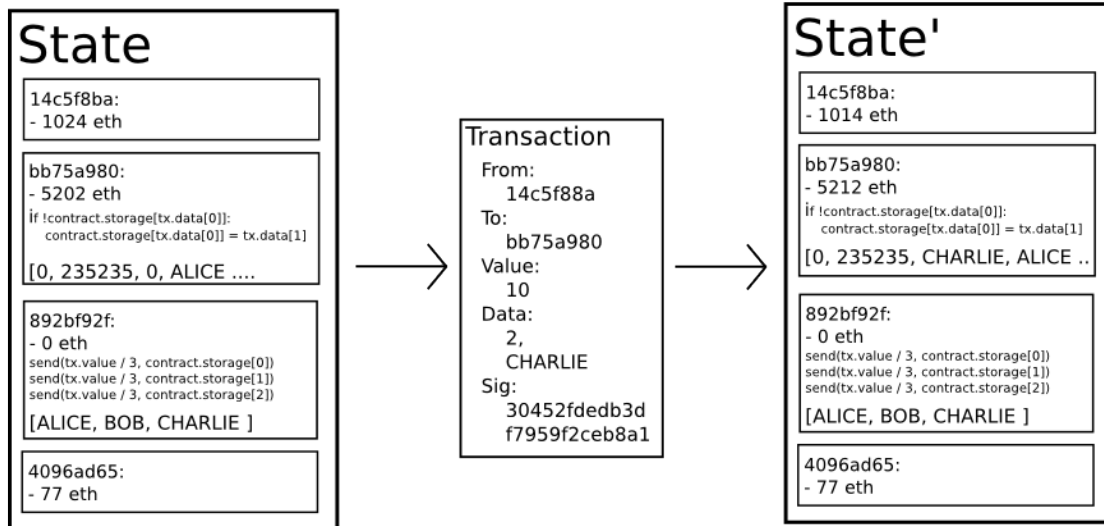 State
14c5f8ba:
- 1024 eth
bb75a980:
- 5202 eth
if !contract.storage[tx.data[0]]:
contract.storage[tx.data[0]] = tx.data[1]
[0, 235235, 0, ALICE ....
892bf92f:
- 0 eth
send(tx.value / 3, contract.storage[0])
send(tx.value / 3, contract.storage[1])
send(tx.value / 3, contract.storage[2])
[ALICE, BOB, CHARLIE ]
4096ad65:
- 77 eth
Transaction
From:
14c5f88a
To:
bb75a980
Value:
10
Data:
2,
CHARLIE
Sig:
30452fdedb3d
f7959f2ceb8a1
State'
14c5f8ba:
- 1014 eth
bb75a980:
- 5212 eth
if !contract.storage[tx.data[0]]:
contract.storage[tx.data[0]] = tx.data[1]
[0, 235235, CHARLIE, ALICE ..
892bf92f:
- 0 eth
send(tx.value / 3, contract.storage[0])
send(tx.value / 3, contract.storage[1])
send(tx.value / 3, contract.storage[2])
[ALICE, BOB, CHARLIE ]
4096ad65:
- 77 eth